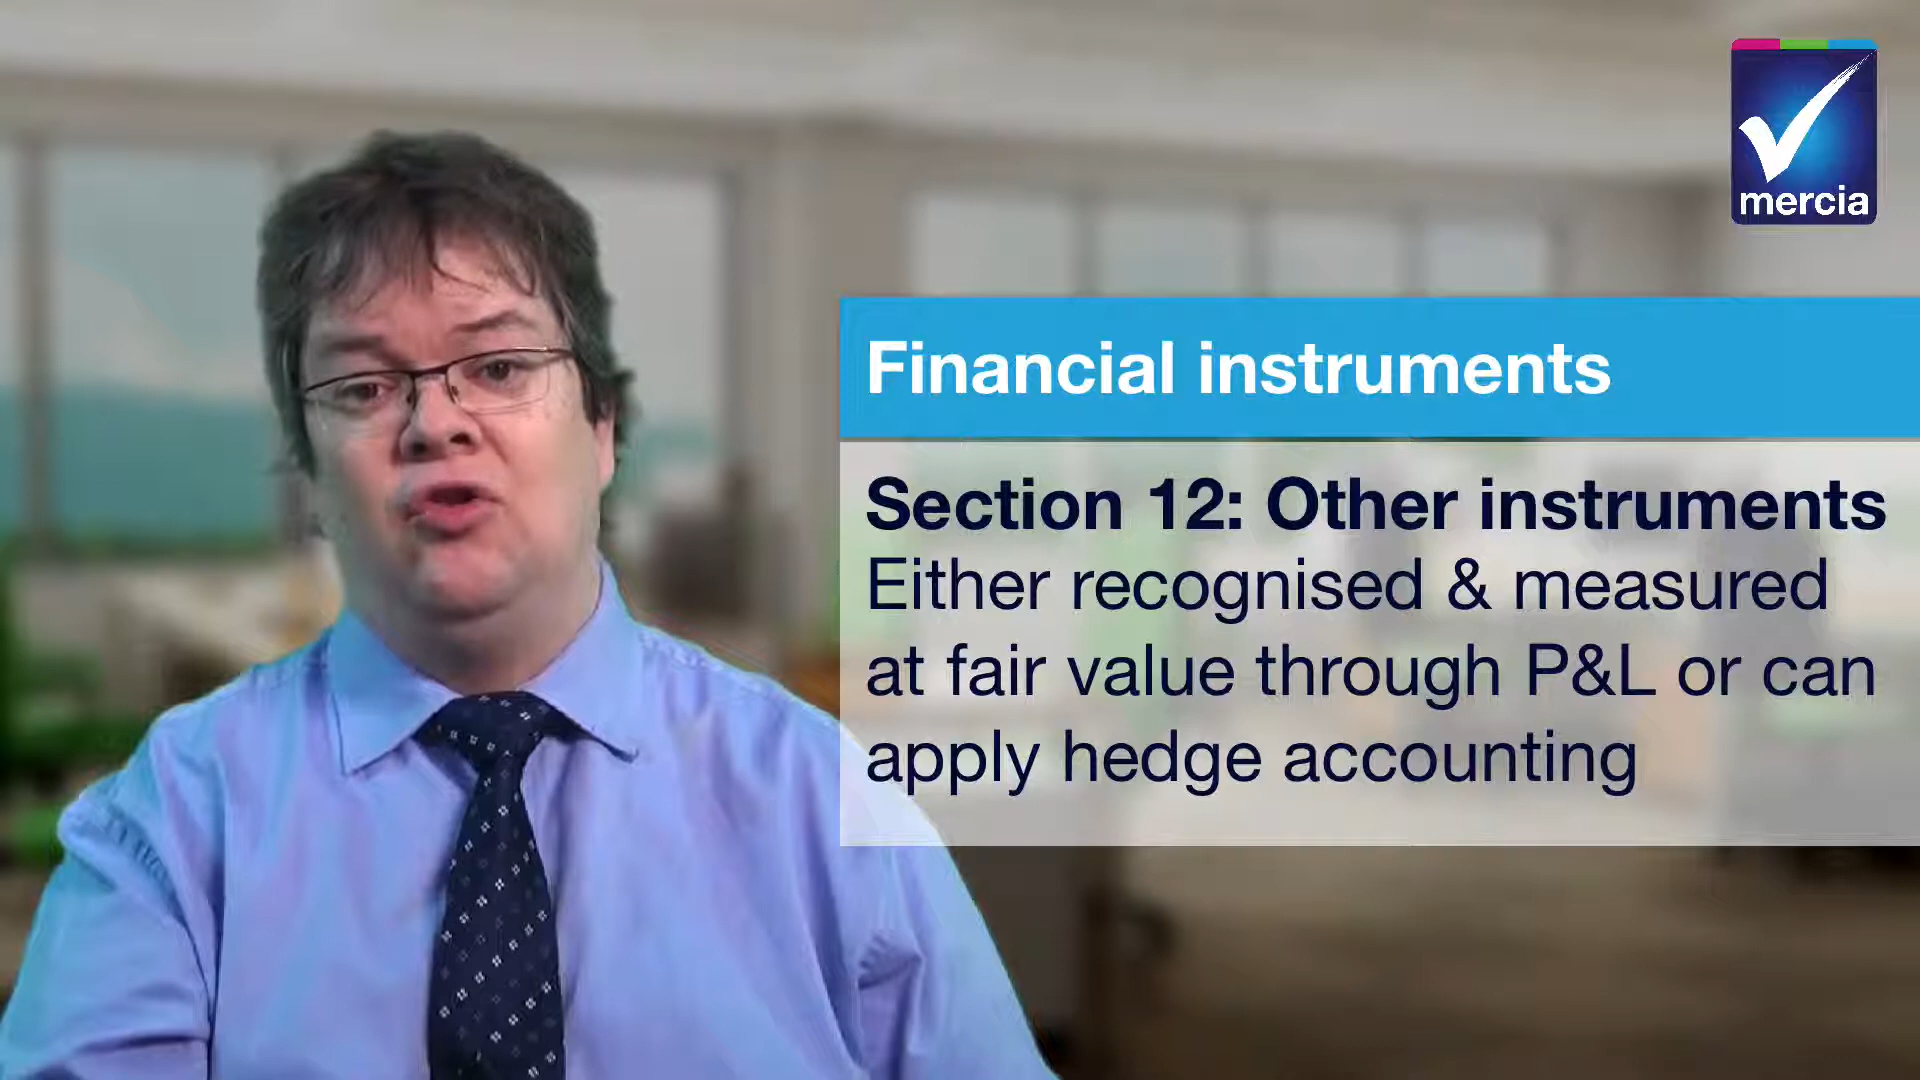 mercia
Financial instruments
Section 12: Other instruments
Either recognised & measured
at fair value through P&L or can
apply hedge accounting